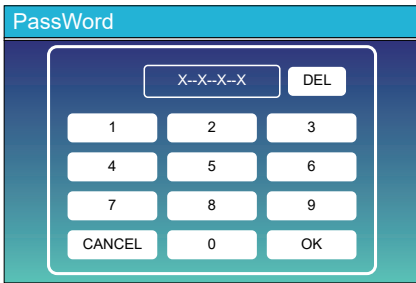 PassWord
X--X--X--X DEL
1 2 3
4 5 6
7 8 9
CANCEL 0 OK